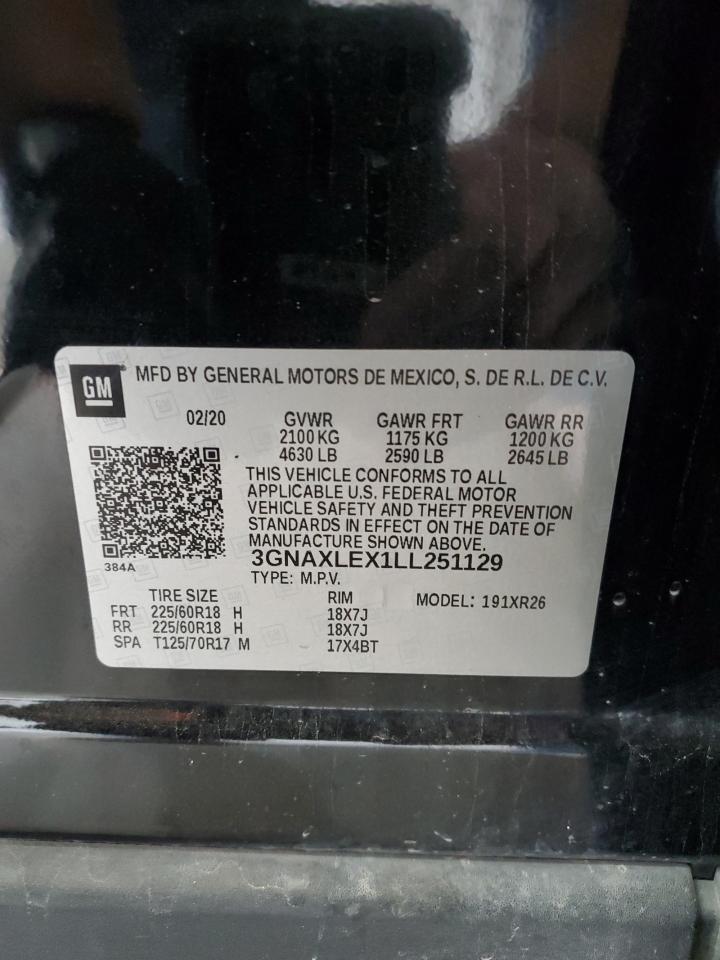 GM MFD BY GENERAL MOTORS DE MEXICO, S. DE R.L. DE C.V.
02/20 GVWR GAWR FRT GAWR RR
2100 KG 1175 KG 1200 KG
4630 LB 2590 LB 2645 LB
THIS VEHICLE CONFORMS TO ALL
APPLICABLE U.S. FEDERAL MOTOR
VEHICLE SAFETY AND THEFT PREVENTION
STANDARDS IN EFFECT ON THE DATE OF
MANUFACTURE SHOWN ABOVE.
384A 3GNAXLEX1LL251129
TYPE: M.P.V.
TIRE SIZE RIM MODEL: 191XR26
FRT 225/60R18 H 18X7J
RR 225/60R18 H 18X7J
SPA T125/70R17 M 17X4BT